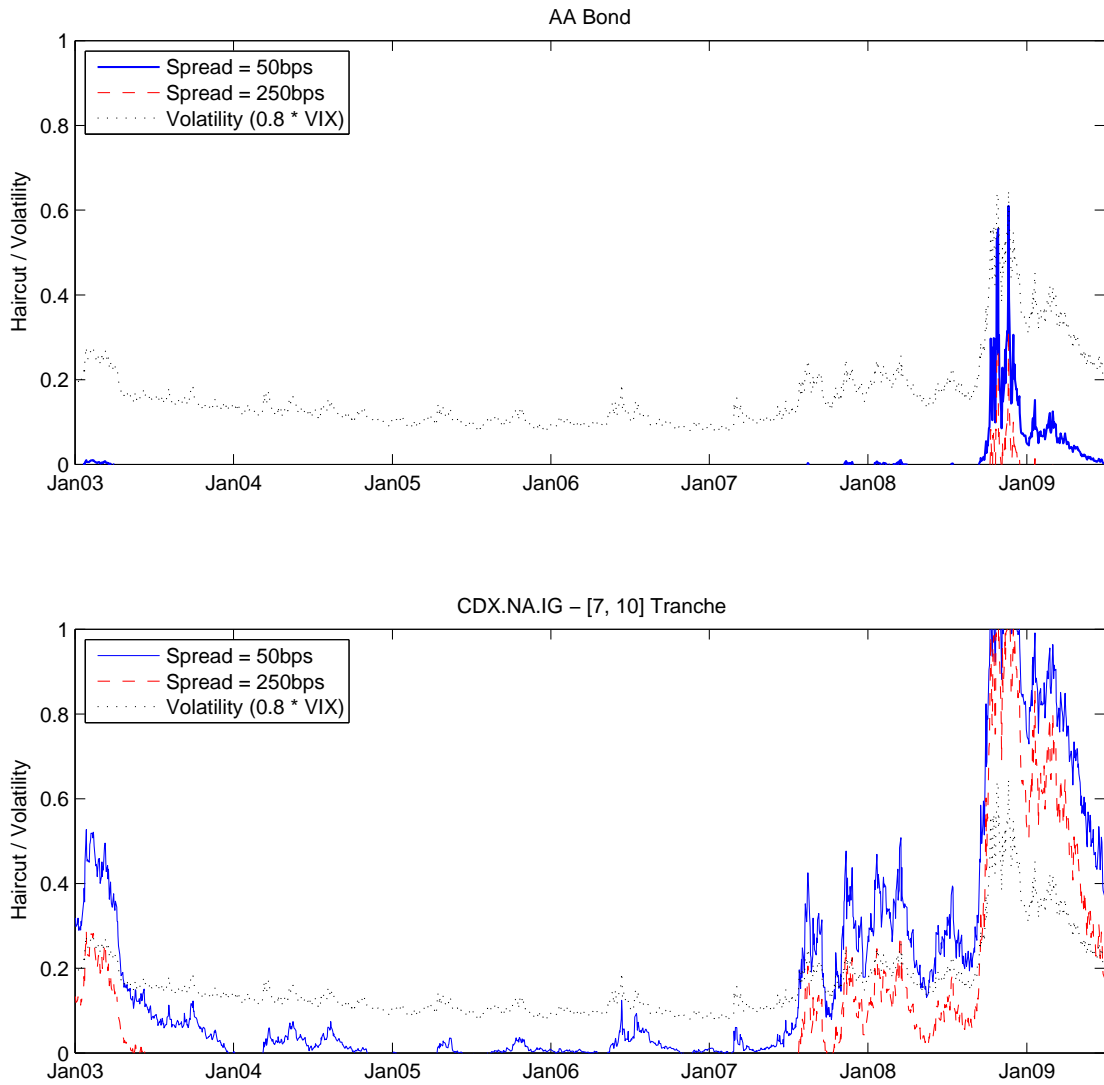 AA Bond
1
0.8
0.6
0.4
0.2
0
Haircut / Volatility
Spread = 50bps
Spread = 250bps
Volatility (0.8 * VIX)
Jan03 Jan04 Jan05 Jan06 Jan07 Jan08 Jan09
CDX.NA.IG – [7, 10] Tranche
1
0.8
0.6
0.4
0.2
0
Haircut / Volatility
Spread = 50bps
Spread = 250bps
Volatility (0.8 * VIX)
Jan03 Jan04 Jan05 Jan06 Jan07 Jan08 Jan09